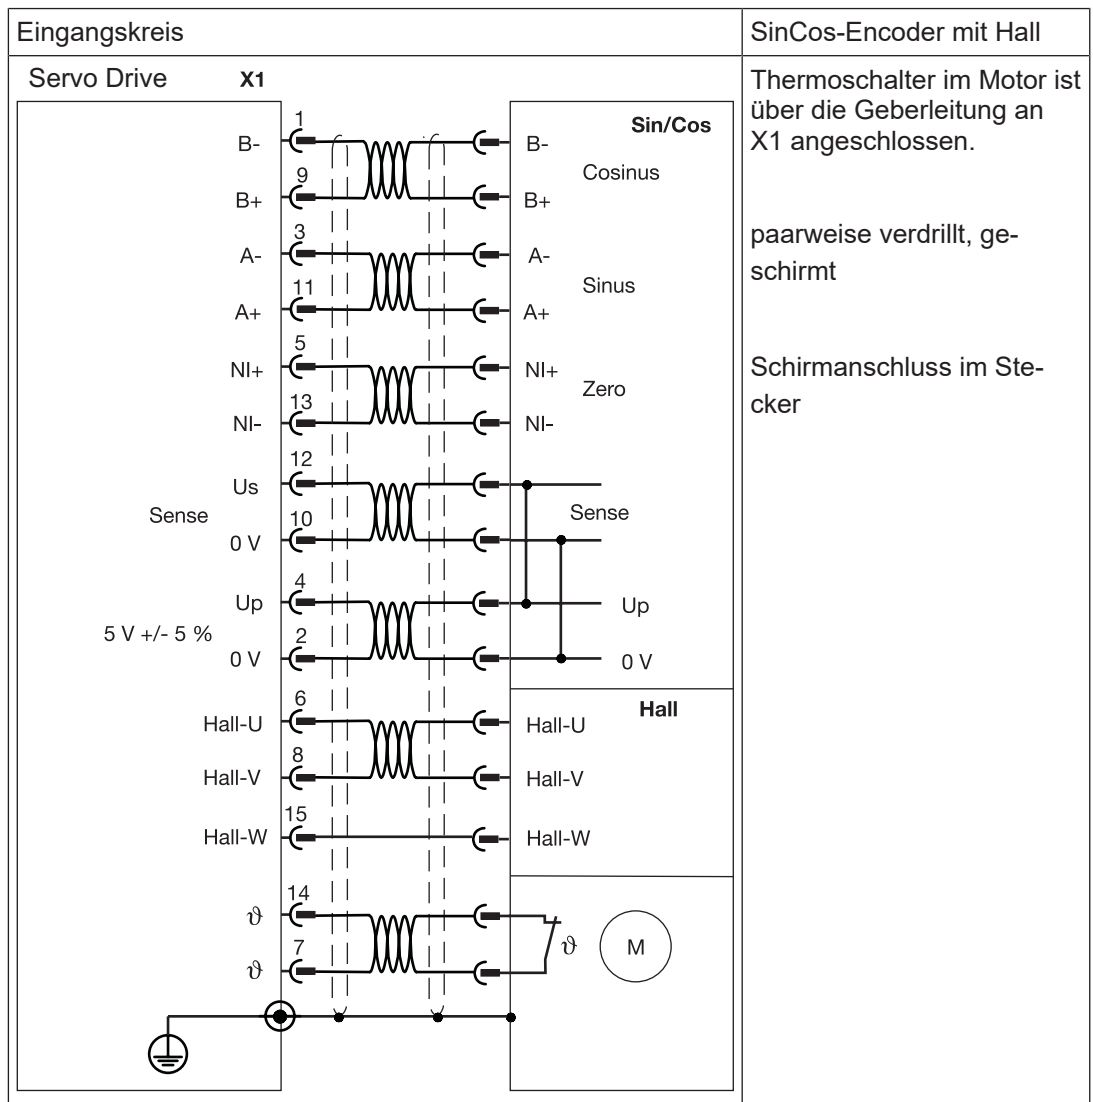 Eingangskreis
SinCos-Encoder mit Hall
Servo Drive X1
Thermoschalter im Motor ist
über die Geberleitung an
X1 angeschlossen.
paarweise verdrillt, ge-
schirmt
Schirmanschluss im Ste-
cker
Sin/Cos
B- 1 B-
Cosinus
B+ 9 B+
A- 3 A-
Sinus
A+ 11 A+
NI+ 5 NI+
Zero
NI- 13 NI-
Us 12
Sense Sense
0 V 10
Up 4 Up
5 V +/- 5 %
0 V 2 0 V
Hall
Hall-U 6 Hall-U
Hall-V 8 Hall-V
Hall-W 15 Hall-W
ϑ 14
ϑ M
ϑ 7